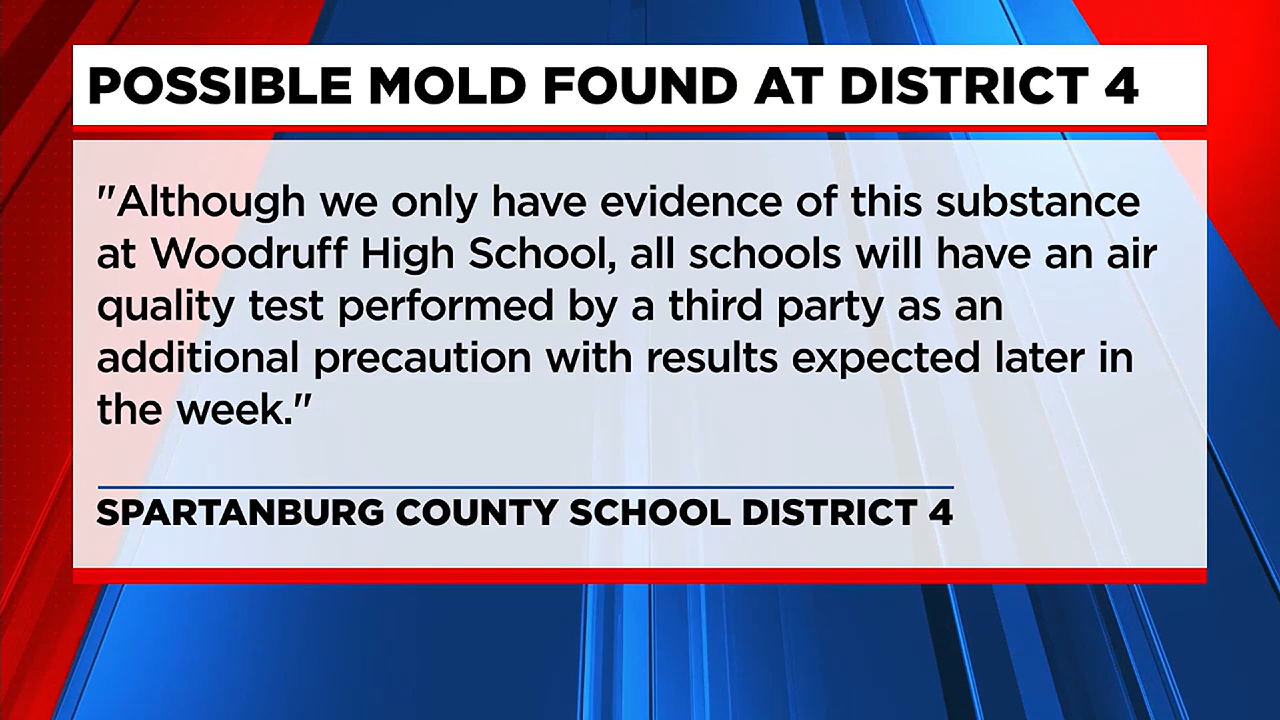 POSSIBLE MOLD FOUND AT DISTRICT 4
"Although we only have evidence of this substance
at Woodruff High School, all schools will have an air
quality test performed by a third party as an
additional precaution with results expected later in
the week."
SPARTANBURG COUNTY SCHOOL DISTRICT 4